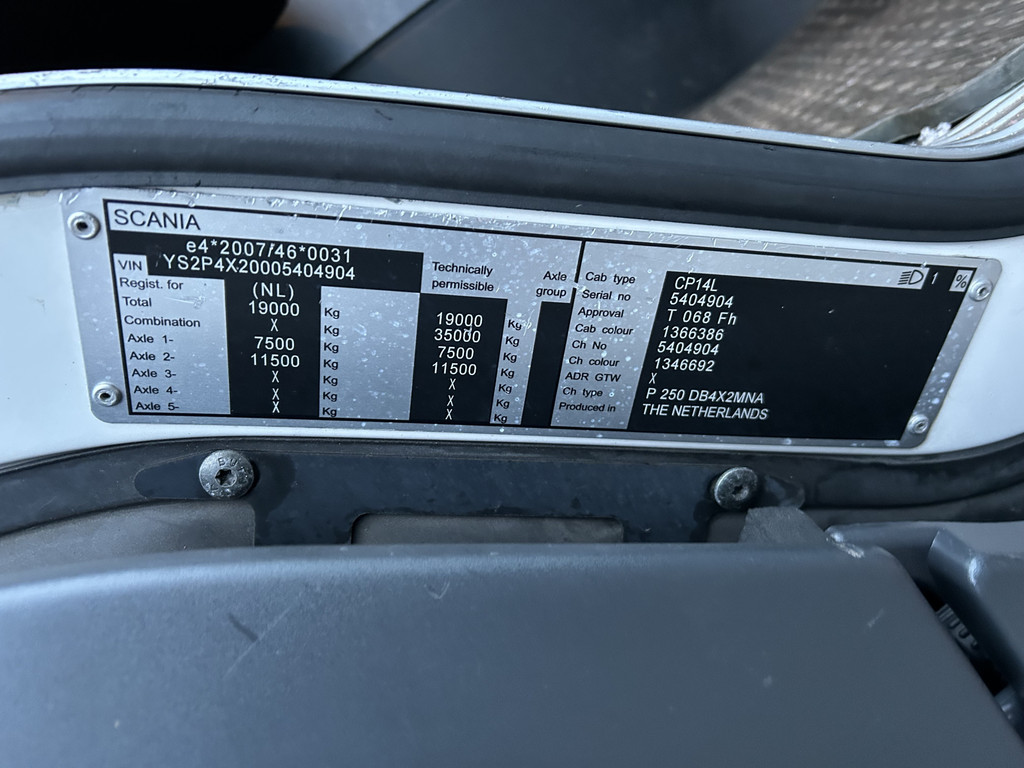 SCANIA
e4*2007/46*0031
VIN YS2P4X20005404904
Technically permissible Axle group
Regist. for (NL)
Total 19000 Kg 19000 Kg
Combination X Kg 35000 Kg
Axle 1- 7500 Kg 7500 Kg
Axle 2- 11500 Kg 11500 Kg
Axle 3- X Kg X Kg
Axle 4- X Kg X Kg
Axle 5- X Kg X Kg
Cab type CP14L 1 %
Serial no 5404904
Approval T 068 Fh
Cab colour 1366386
Ch No 5404904
Ch colour 1346692
ADR GTW X
Ch type P 250 DB4X2MNA
Produced in THE NETHERLANDS